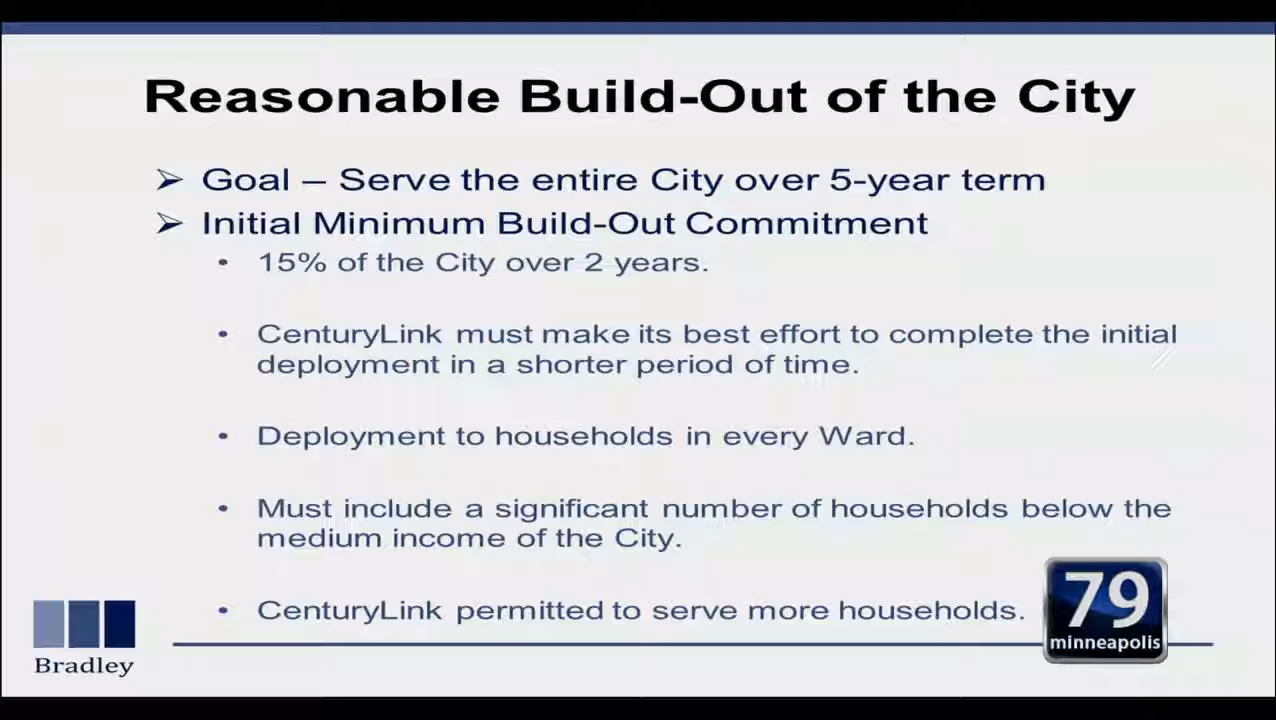 Reasonable Build-Out of the City
➢ Goal – Serve the entire City over 5-year term
➢ Initial Minimum Build-Out Commitment
• 15% of the City over 2 years.
• CenturyLink must make its best effort to complete the initial
deployment in a shorter period of time.
• Deployment to households in every Ward.
• Must include a significant number of households below the
medium income of the City.
• CenturyLink permitted to serve more households.
Bradley
79
minneapolis